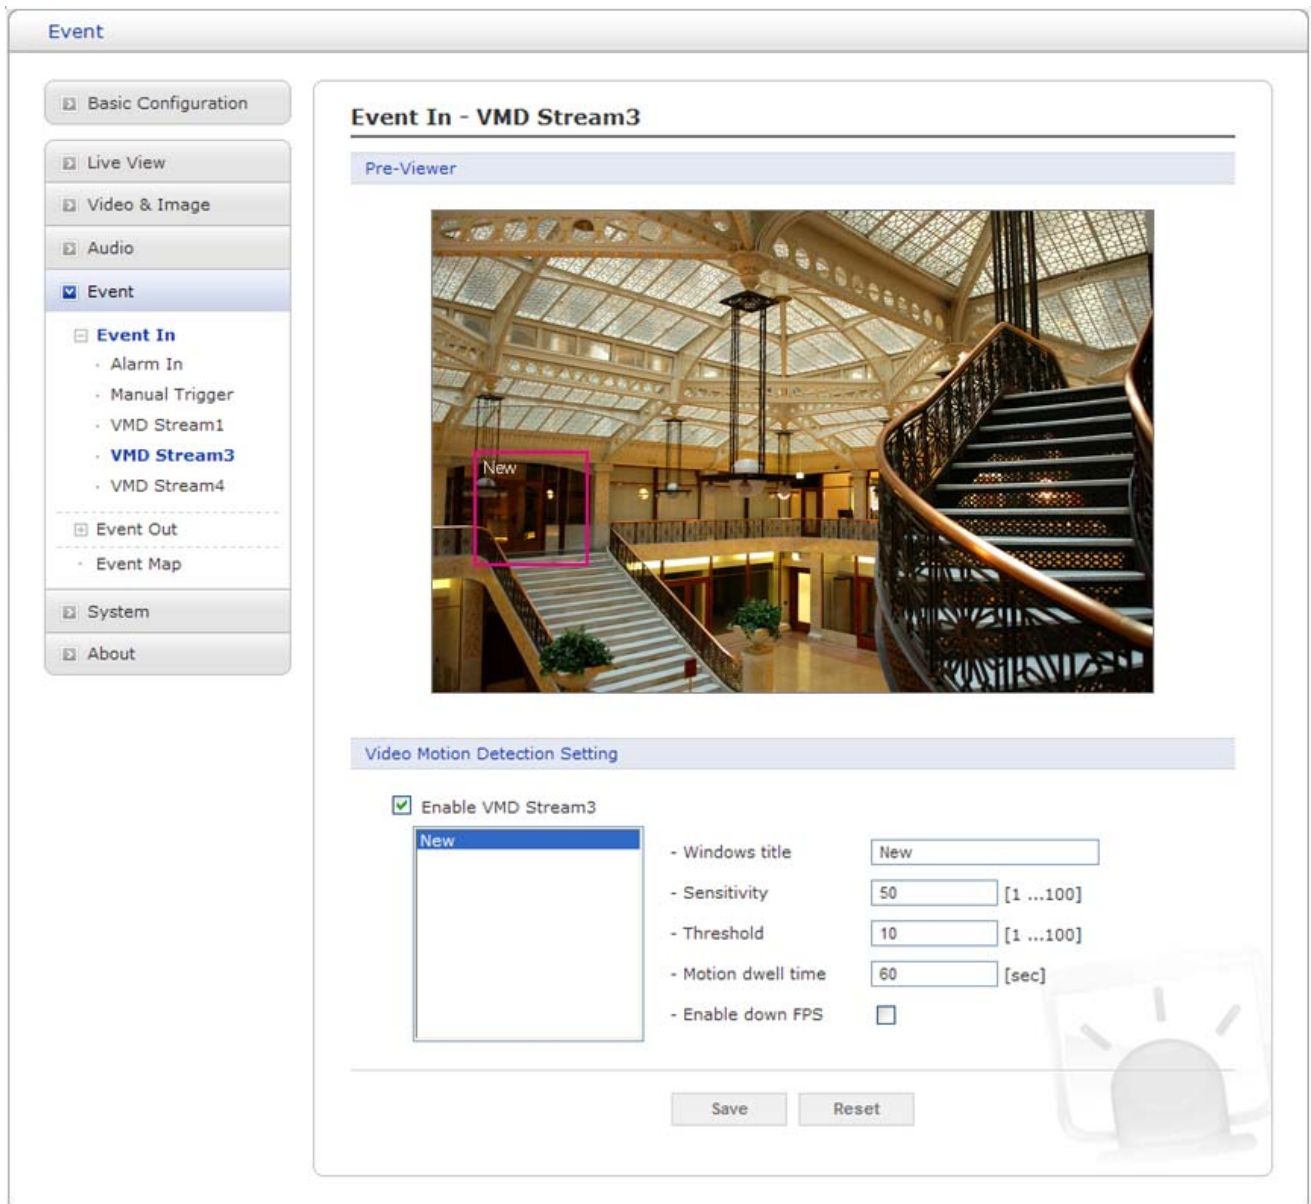 Event
Basic Configuration
Live View
Video & Image
Audio
Event
Event In
Alarm In
Manual Trigger
VMD Stream1
VMD Stream3
VMD Stream4
Event Out
Event Map
System
About
Event In - VMD Stream3
Pre-Viewer
New
Video Motion Detection Setting
Enable VMD Stream3
New
- Windows title New
- Sensitivity 50 [1 ...100]
- Threshold 10 [1 ...100]
- Motion dwell time 60 [sec]
- Enable down FPS
Save Reset